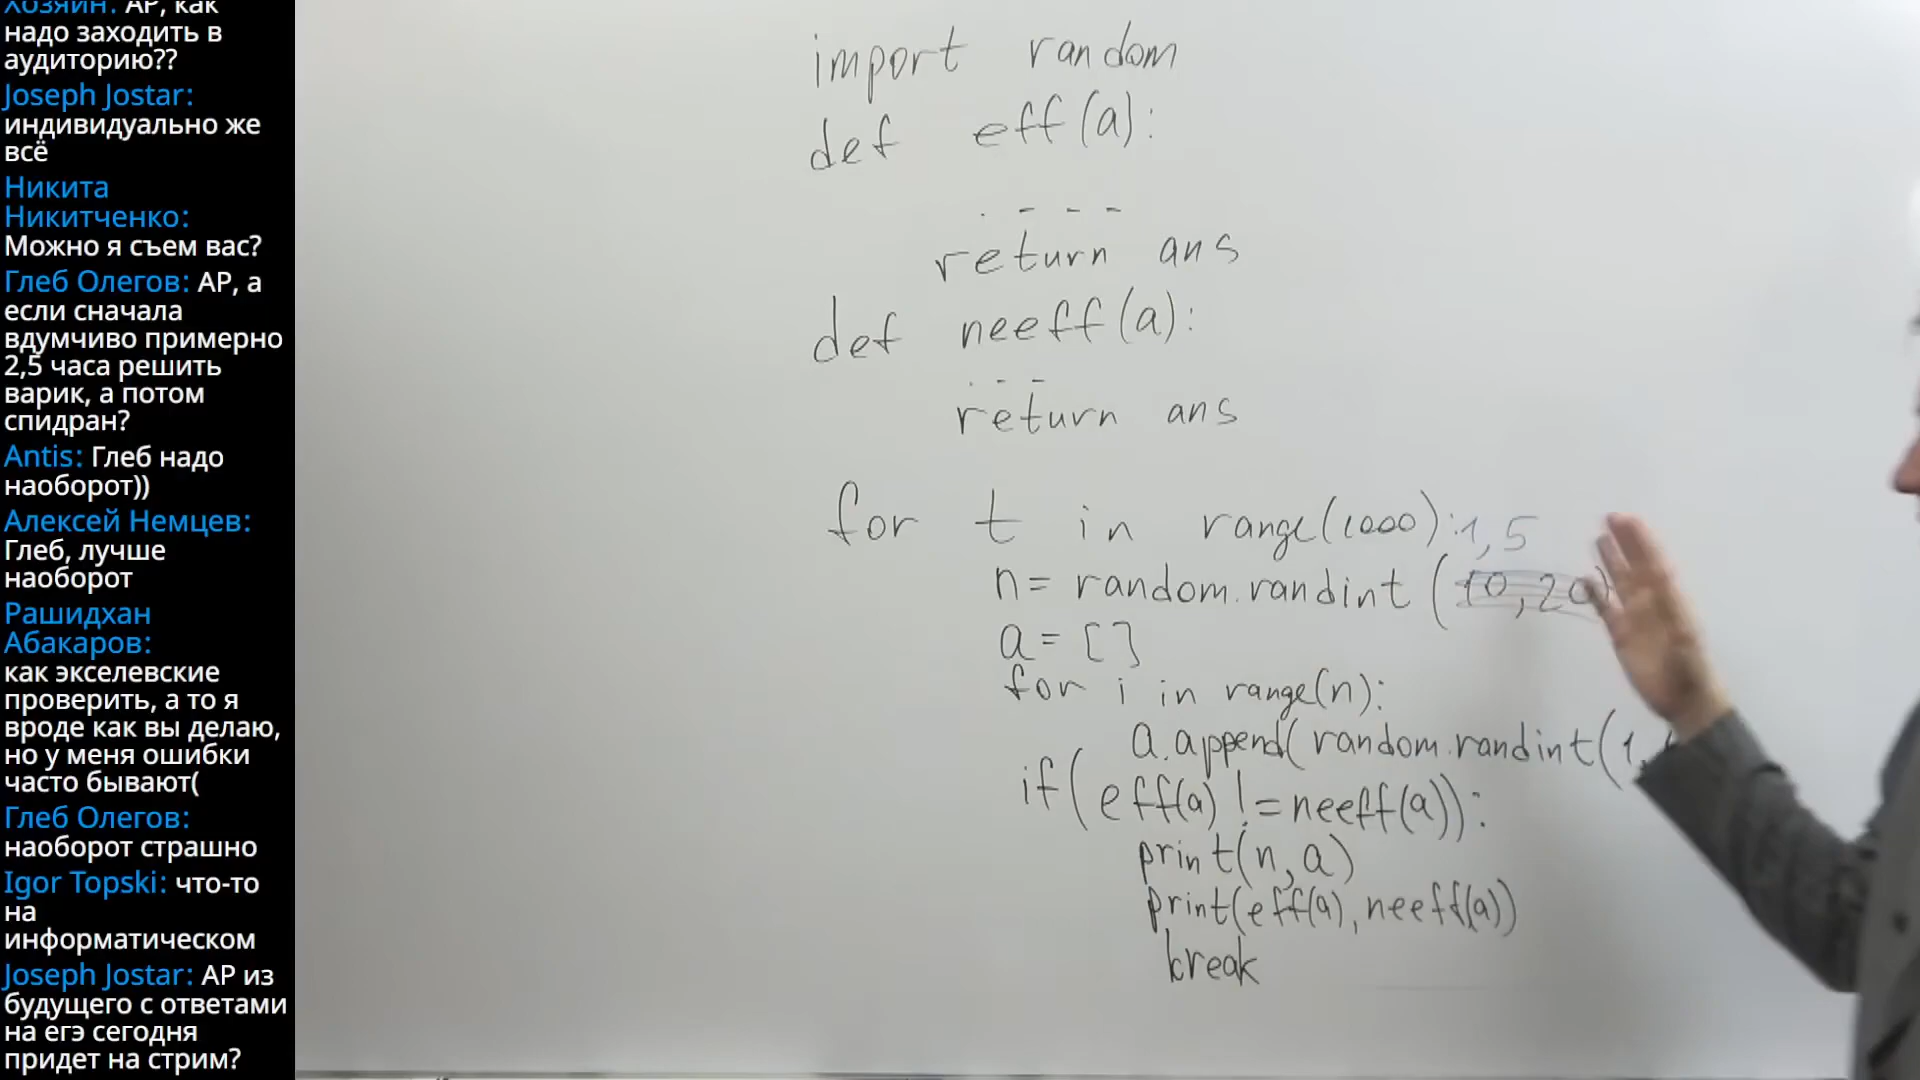 Хозяин: АР, как
надо заходить в
аудиторию??
Joseph Jostar:
индивидуально же
всё
Никита
Никитченко:
Можно я съем вас?
Глеб Олегов: АР, а
если сначала
вдумчиво примерно
2,5 часа решить
варик, а потом
спидран?
Antis: Глеб надо
наоборот))
Алексей Немцев:
Глеб, лучше
наоборот
Рашидхан
Абакаров:
как экселевские
проверить, а то я
вроде как вы делаю,
но у меня ошибки
часто бывают(
Глеб Олегов:
наоборот страшно
Igor Topski: что-то
на
информатическом
Joseph Jostar: АР из
будущего с ответами
на егэ сегодня
придет на стрим?
import random
def eff(a):
. - - -
return ans
def neeff(a):
. - -
return ans
for t in range(1000):
1, 5
n= random.randint (10, 20)
a= []
for i in range(n):
a.append( random.randint(1,
if( eff(a) != neeff(a)):
print(n, a)
print(eff(a), neeff(a))
break